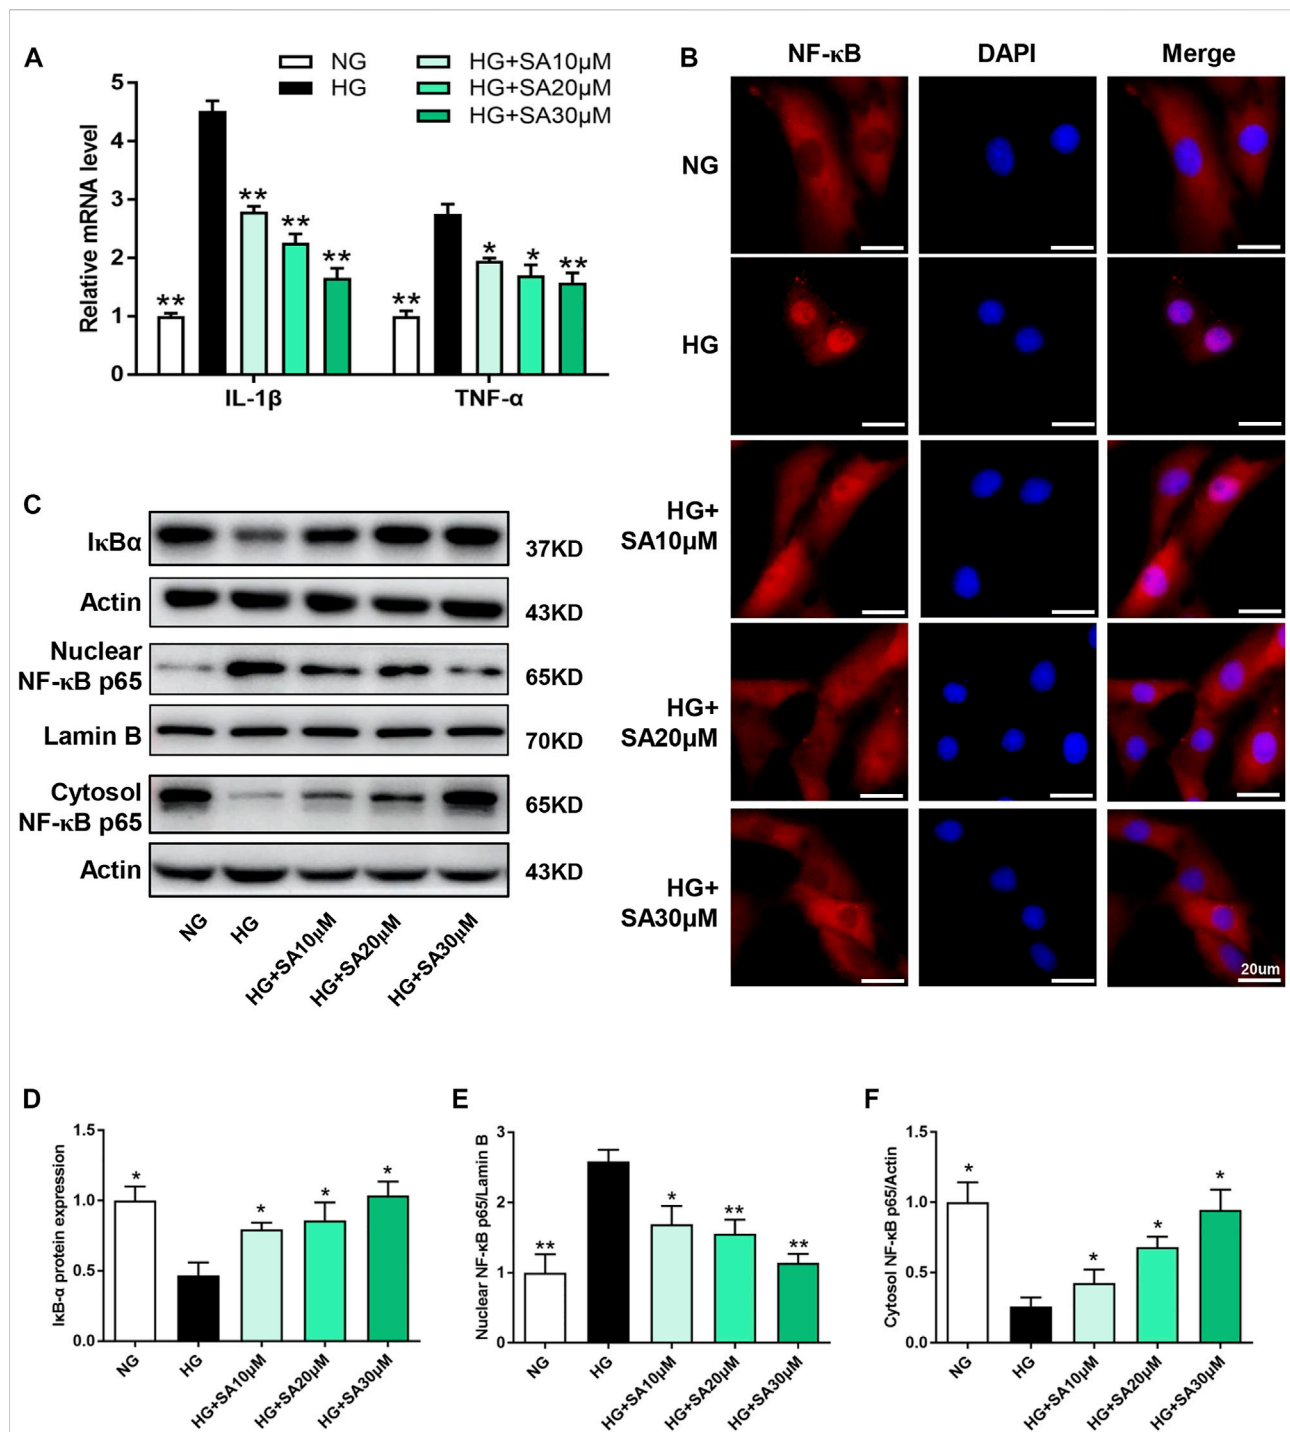 A
NG
HG
HG+SA10μM
HG+SA20μM
HG+SA30μM
Relative mRNA level
5
4
3
2
1
0
**
**
**
**
**
*
*
**
IL-1β
TNF-α
B
NF-κB
DAPI
Merge
NG
HG
HG+
SA10μM
HG+
SA20μM
HG+
SA30μM
20um
C
IκBα
37KD
Actin
43KD
Nuclear
NF-κB p65
65KD
Lamin B
70KD
Cytosol
NF-κB p65
65KD
Actin
43KD
NG
HG
HG+SA10μM
HG+SA20μM
HG+SA30μM
D
IκB-α protein expression
1.5
1.0
0.5
0.0
*
*
*
*
NG
HG
HG+SA10μM
HG+SA20μM
HG+SA30μM
E
Nuclear NF-κB p65/Lamin B
3
2
1
0
**
*
**
**
NG
HG
HG+SA10μM
HG+SA20μM
HG+SA30μM
F
Cytosol NF-κB p65/Actin
1.5
1.0
0.5
0.0
*
*
*
*
NG
HG
HG+SA10μM
HG+SA20μM
HG+SA30μM